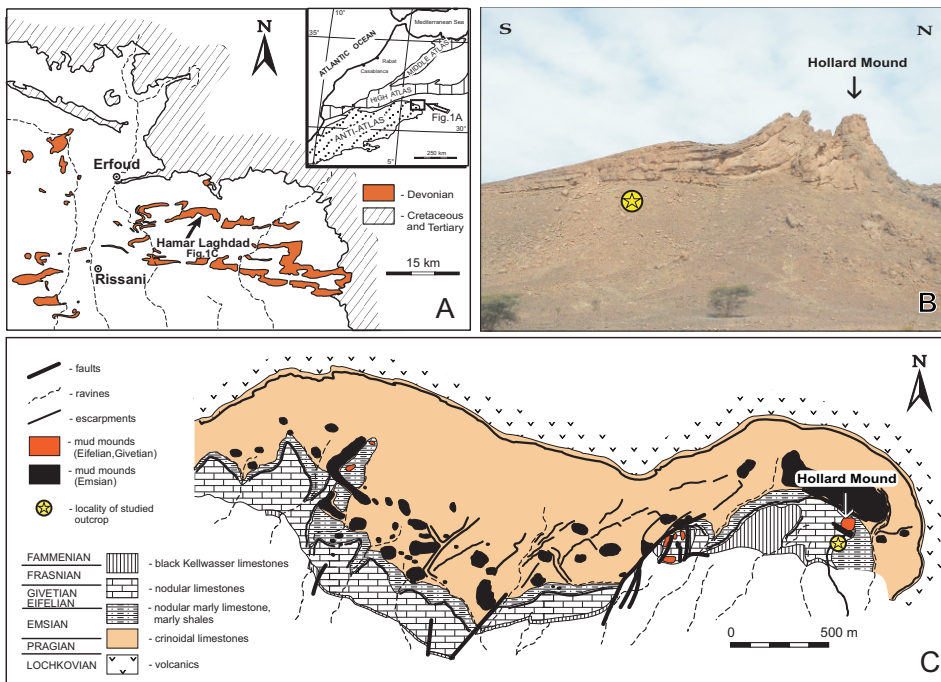 10°
Mediterranean Sea
35°
ATLANTIC OCEAN
Rabat
Casablanca
MIDDLE ATLAS
HIGH ATLAS
Fig.1A
ANTI-ATLAS
30°
5°
250 km
N
Erfoud
- Devonian
- Cretaceous
and Tertiary
Hamar Laghdad
Fig.1C
Rissani
15 km
A
S
N
Hollard Mound
B
- faults
- ravines
- escarpments
- mud mounds
(Eifelian,Givetian)
- mud mounds
(Emsian)
- locality of studied
outcrop
FAMMENIAN
FRASNIAN
GIVETIAN
EIFELIAN
EMSIAN
PRAGIAN
LOCHKOVIAN
- black Kellwasser limestones
- nodular limestones
- nodular marly limestone,
marly shales
- crinoidal limestones
- volcanics
N
Hollard Mound
0 500 m
C